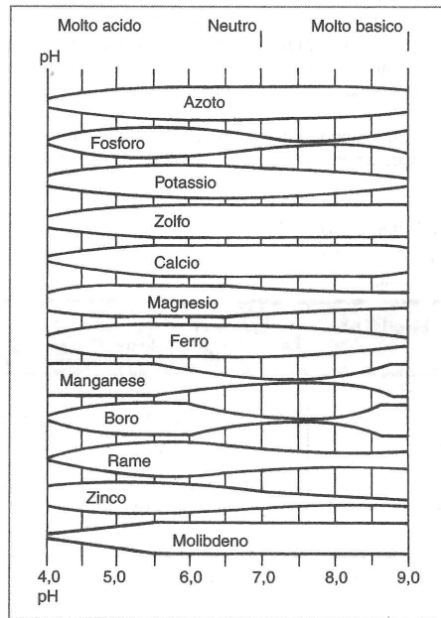 Molto acido Neutro Molto basico
pH
Azoto
Fosforo
Potassio
Zolfo
Calcio
Magnesio
Ferro
Manganese
Boro
Rame
Zinco
Molibdeno
4,0 5,0 6,0 7,0 8,0 9,0
pH